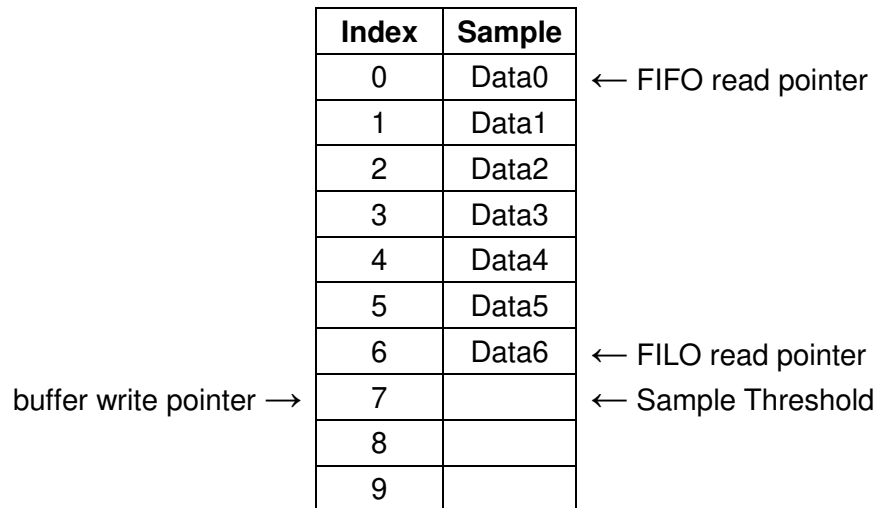 Index Sample
0 Data0 ← FIFO read pointer
1 Data1
2 Data2
3 Data3
4 Data4
5 Data5
6 Data6 ← FILO read pointer
buffer write pointer → 7 ← Sample Threshold
8
9